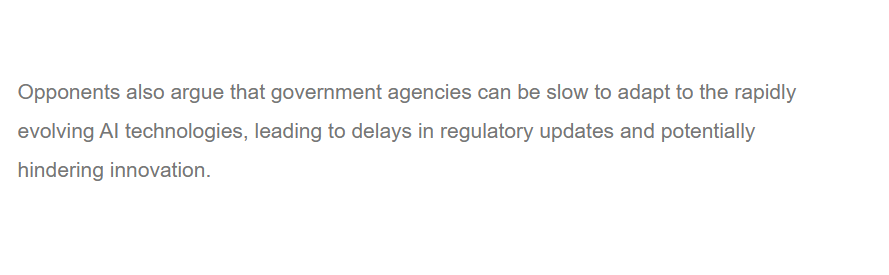 Opponents also argue that government agencies can be slow to adapt to the rapidly
evolving AI technologies, leading to delays in regulatory updates and potentially
hindering innovation.